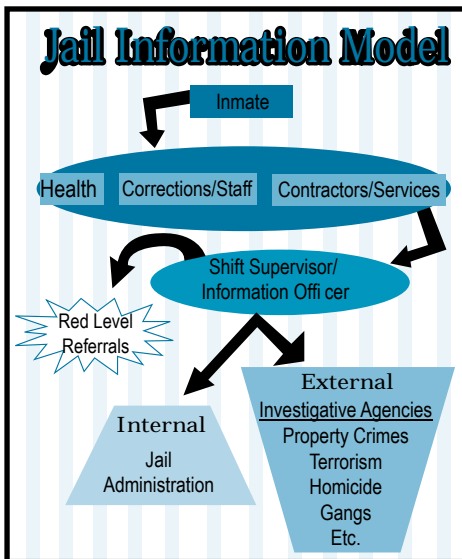 Jail Information Model
Inmate
Health
Corrections/Staff
Contractors/Services
Shift Supervisor/
Information Offi cer
Red Level
Referrals
Internal
Jail
Administration
External
Investigative Agencies
Property Crimes
Terrorism
Homicide
Gangs
Etc.